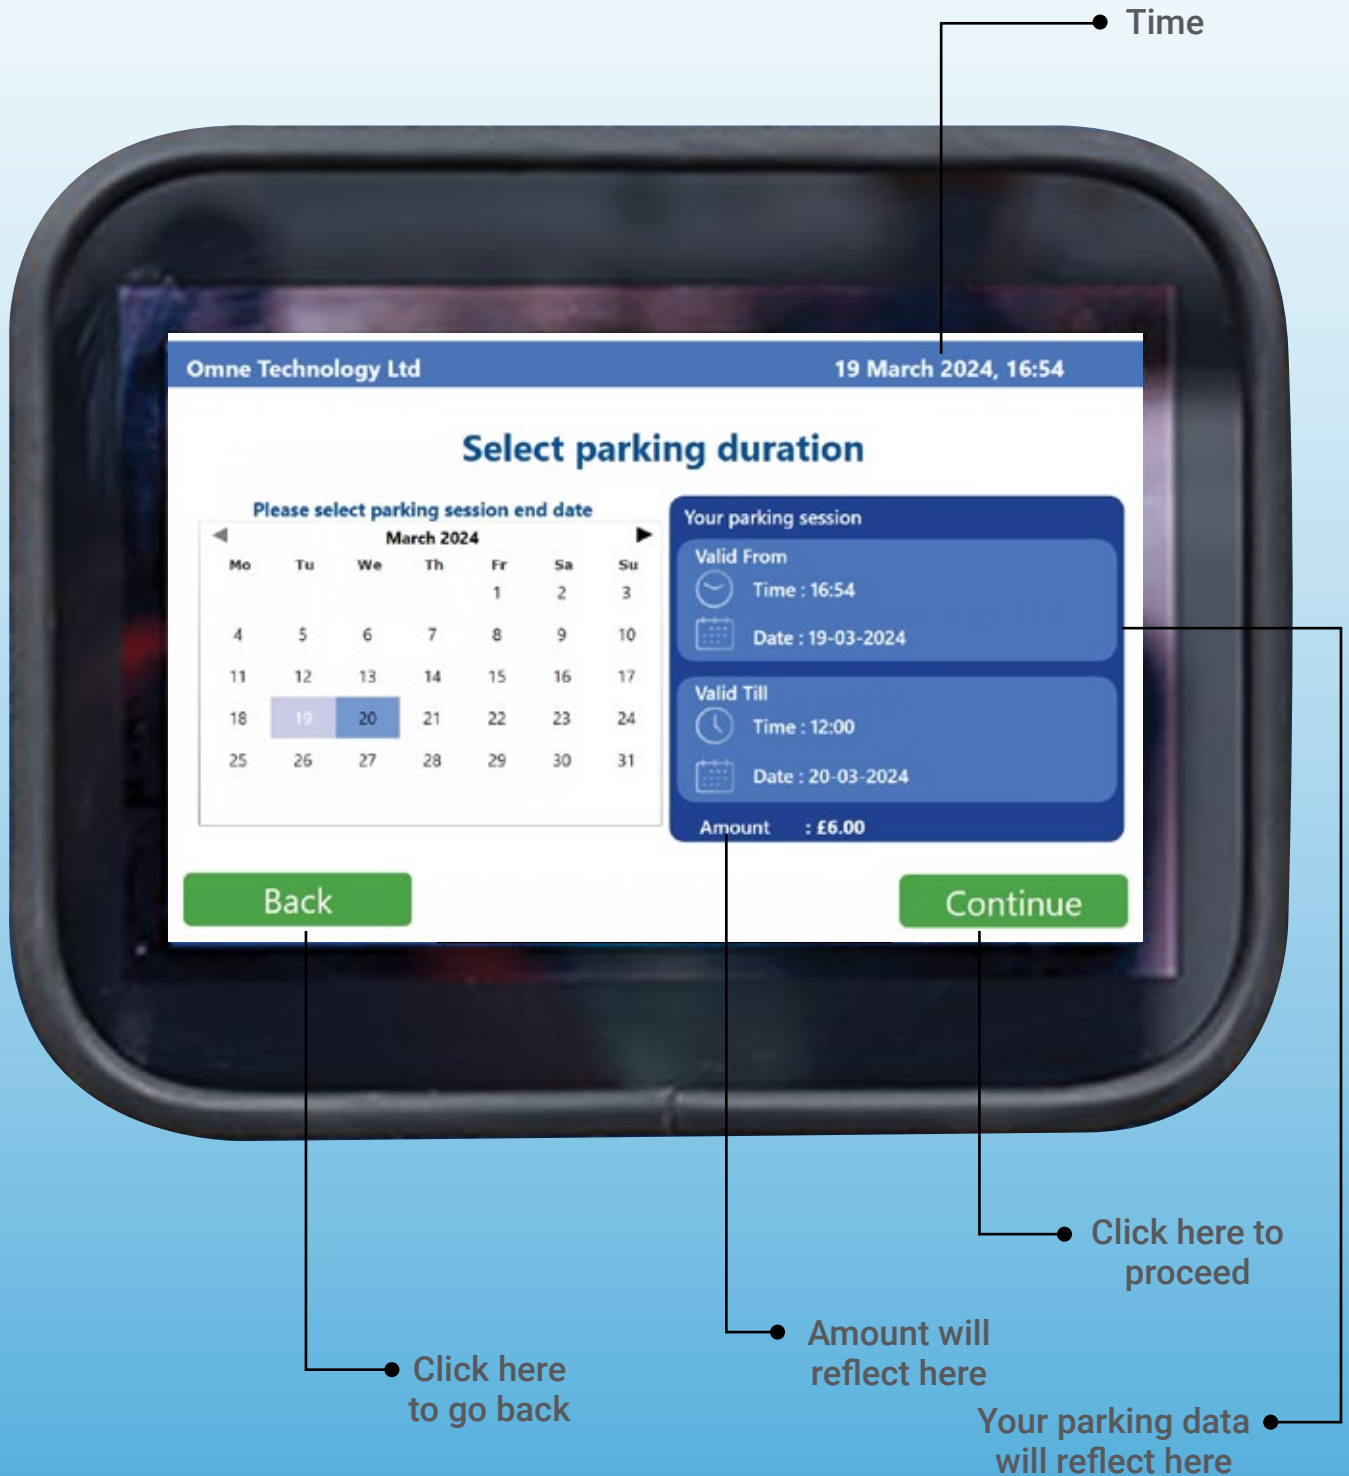 Time
Omne Technology Ltd 19 March 2024, 16:54
Select parking duration
Please select parking session end date
March 2024
Mo Tu We Th Fr Sa Su
1 2 3
4 5 6 7 8 9 10
11 12 13 14 15 16 17
18 19 20 21 22 23 24
25 26 27 28 29 30 31
Your parking session
Valid From
Time : 16:54
Date : 19-03-2024
Valid Till
Time : 12:00
Date : 20-03-2024
Amount : £6.00
Back
Continue
Click here to
proceed
Amount will
reflect here
Click here
to go back
Your parking data
will reflect here